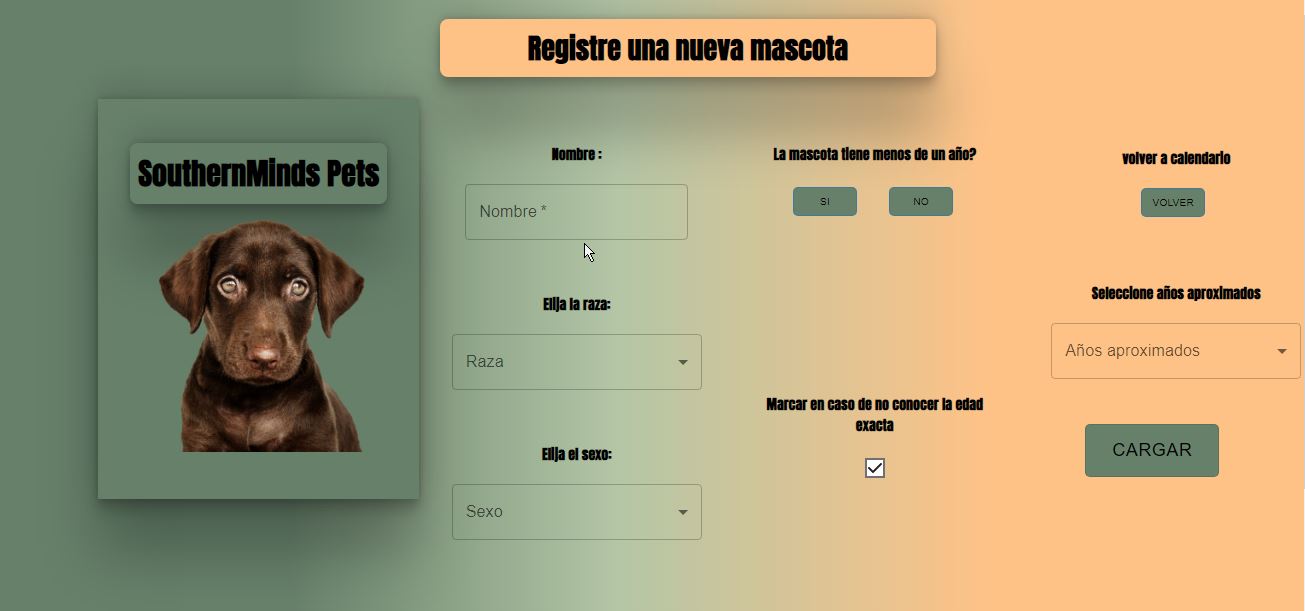 Registre una nueva mascota
SouthernMinds Pets
Nombre :
Nombre *
Elija la raza:
Raza
Elija el sexo:
Sexo
La mascota tiene menos de un año?
SI
NO
Marcar en caso de no conocer la edad
exacta
volver a calendario
VOLVER
Seleccione años aproximados
Años aproximados
CARGAR